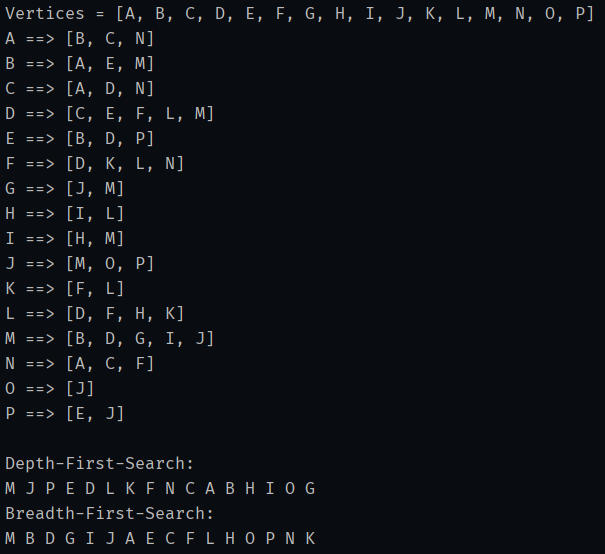 Vertices = [A, B, C, D, E, F, G, H, I, J, K, L, M, N, O, P]
A ==> [B, C, N]
B ==> [A, E, M]
C ==> [A, D, N]
D ==> [C, E, F, L, M]
E ==> [B, D, P]
F ==> [D, K, L, N]
G ==> [J, M]
H ==> [I, L]
I ==> [H, M]
J ==> [M, O, P]
K ==> [F, L]
L ==> [D, F, H, K]
M ==> [B, D, G, I, J]
N ==> [A, C, F]
O ==> [J]
P ==> [E, J]
Depth-First-Search:
M J P E D L K F N C A B H I O G
Breadth-First-Search:
M B D G I J A E C F L H O P N K